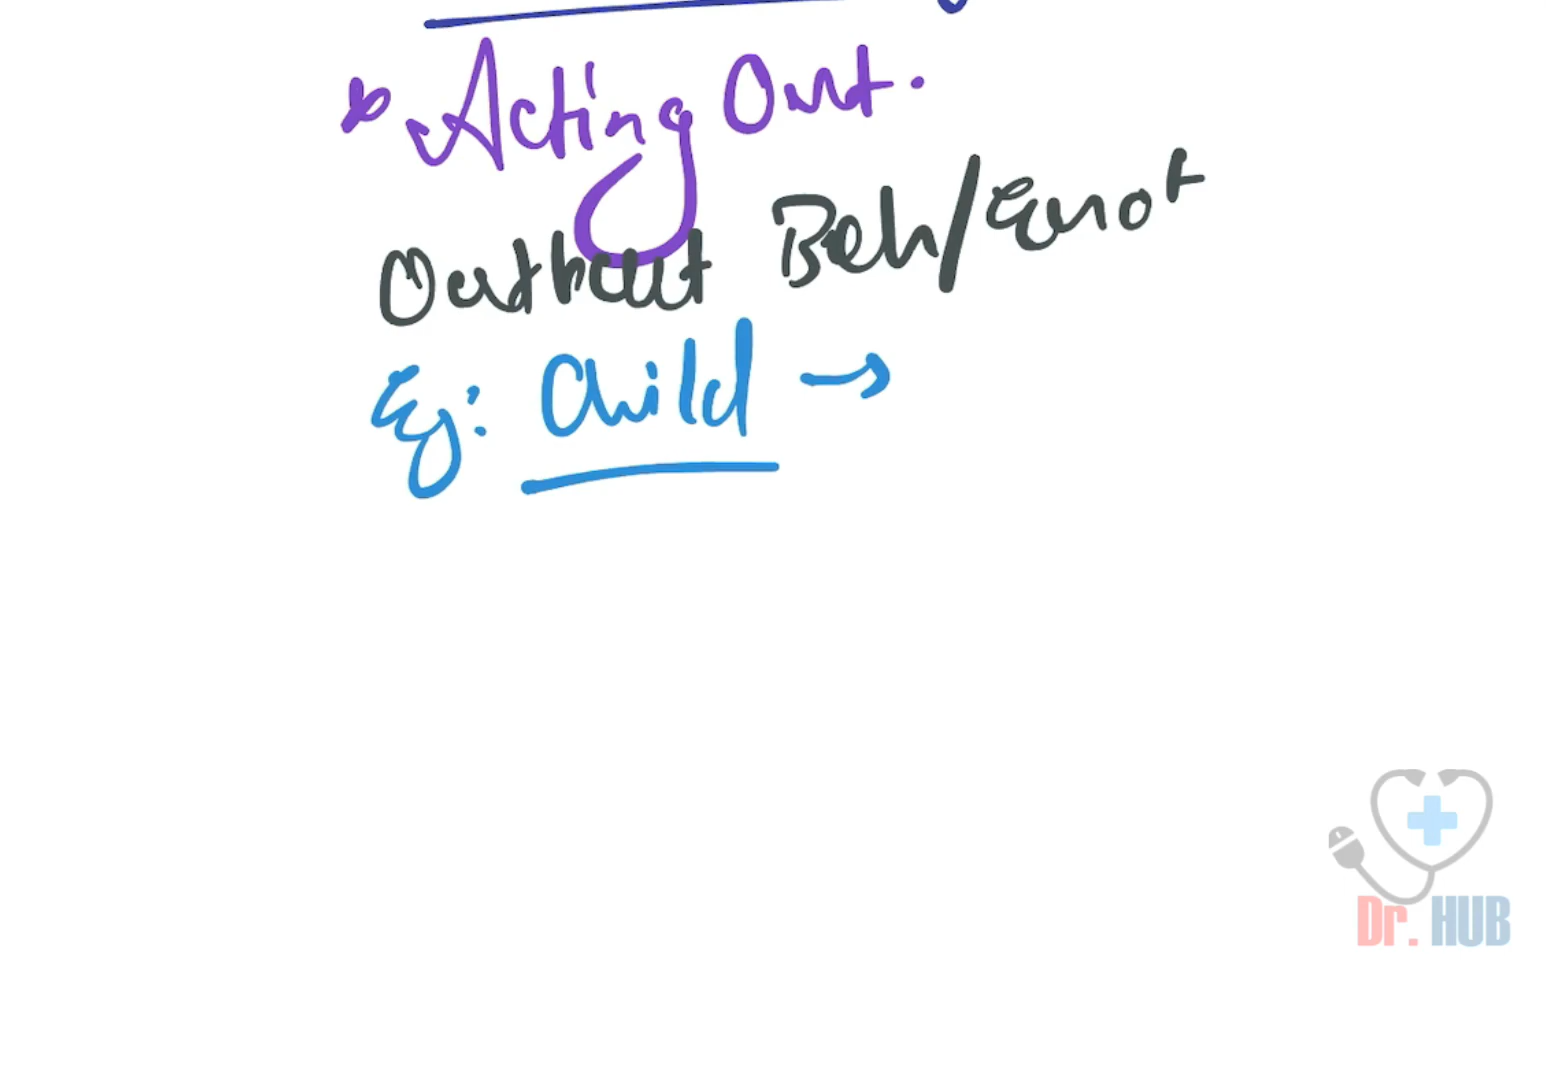 * Acting Out.
Outburst Beh/Emot
Eg: Child →
Dr. HUB